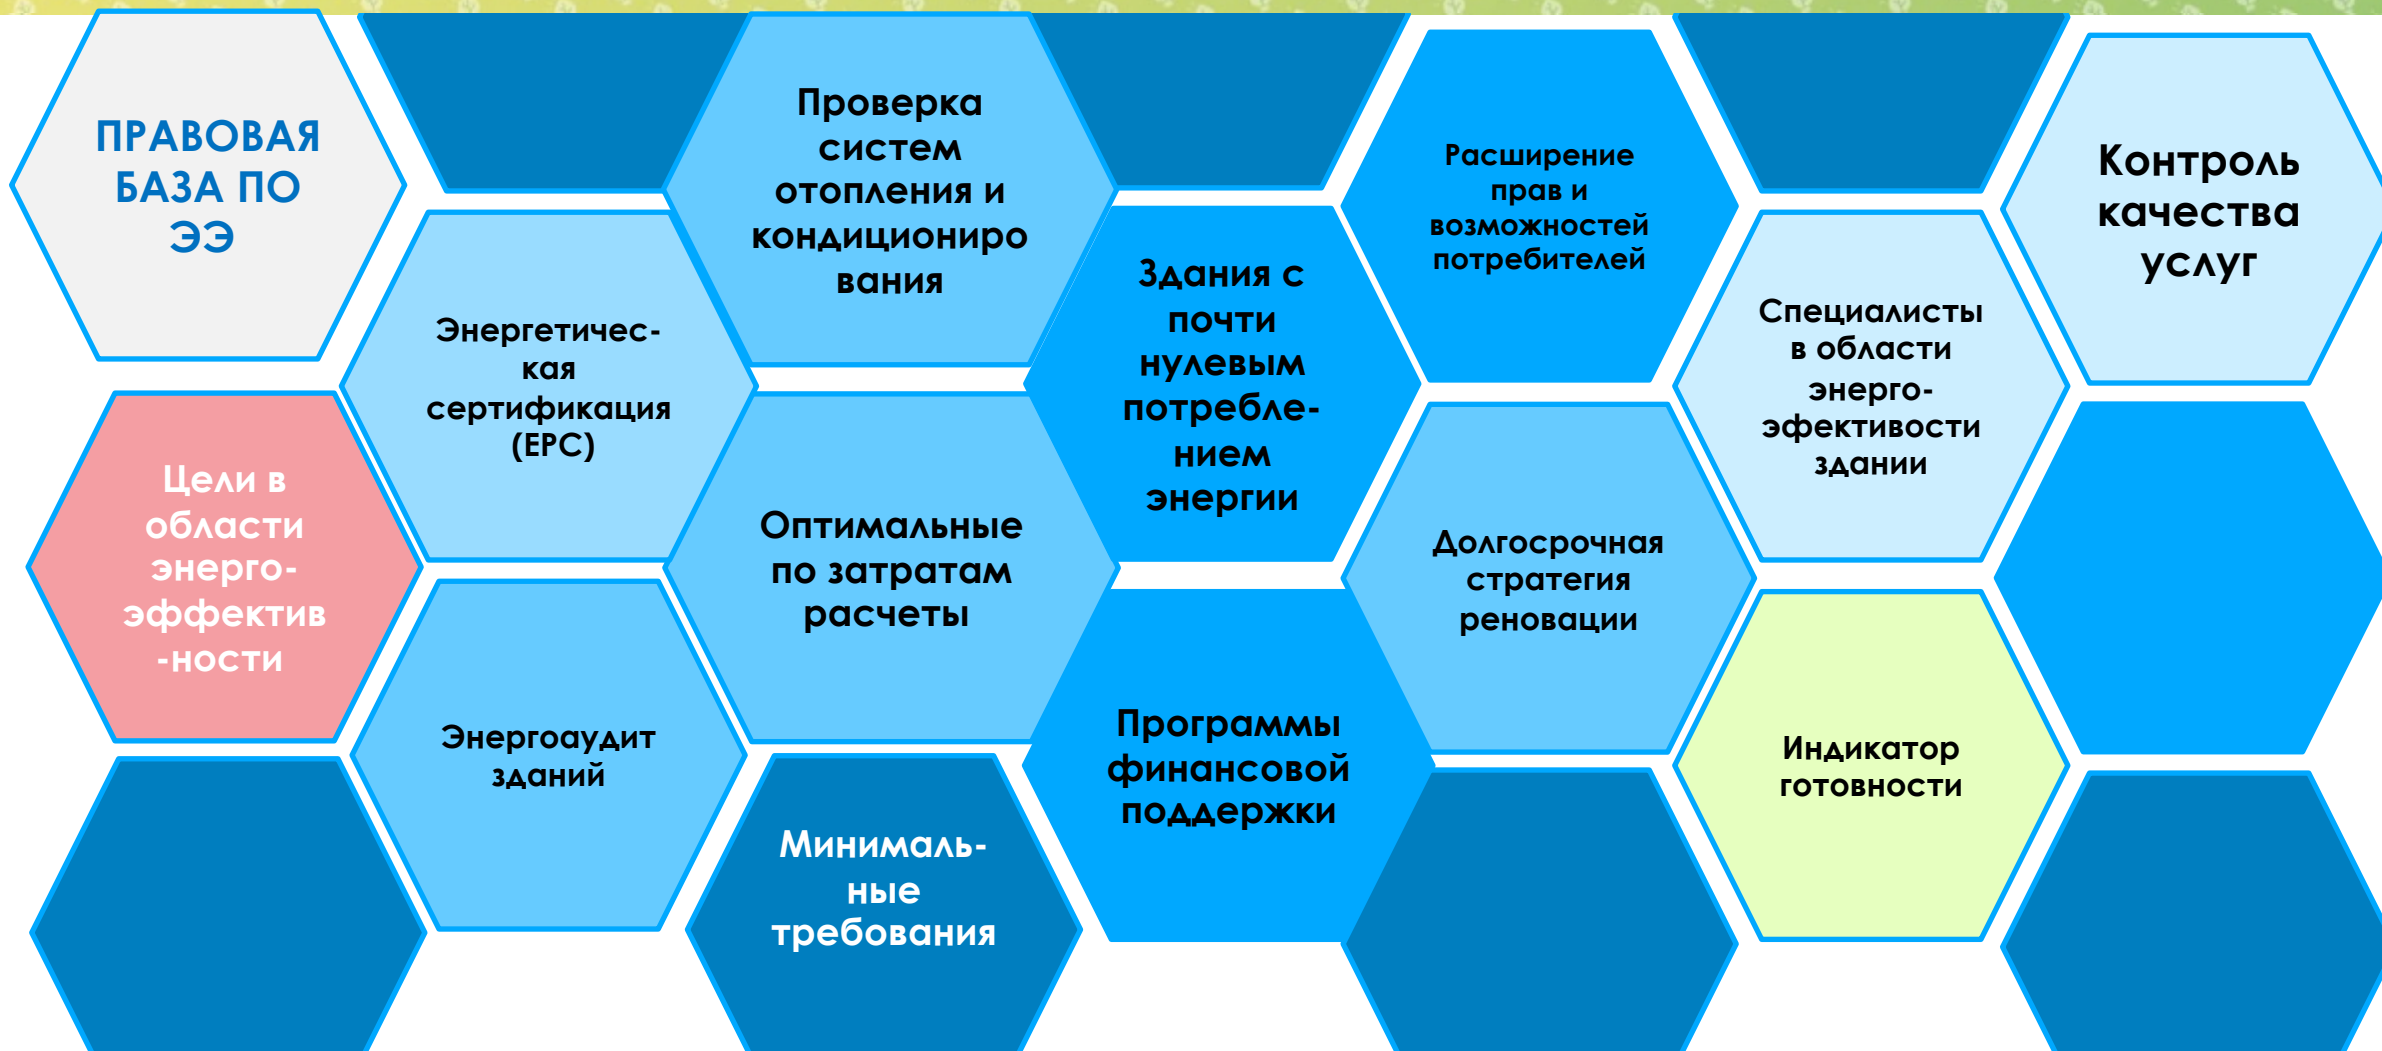 ПРАВОВАЯ
БАЗА ПО
ЭЭ
Цели в
области
энерго-
эффектив
-ности
Энергетичес-
кая
сертификация
(EPC)
Энергоаудит
зданий
Проверка
систем
отопления и
кондициониро
вания
Оптимальные
по затратам
расчеты
Минималь-
ные
требования
Здания с
почти
нулевым
потребле-
нием
энергии
Программы
финансовой
поддержки
Расширение
прав и
возможностей
потребителей
Долгосрочная
стратегия
реновации
Специалисты
в области
энерго-
эфективости
здании
Индикатор
готовности
Контроль
качества
услуг